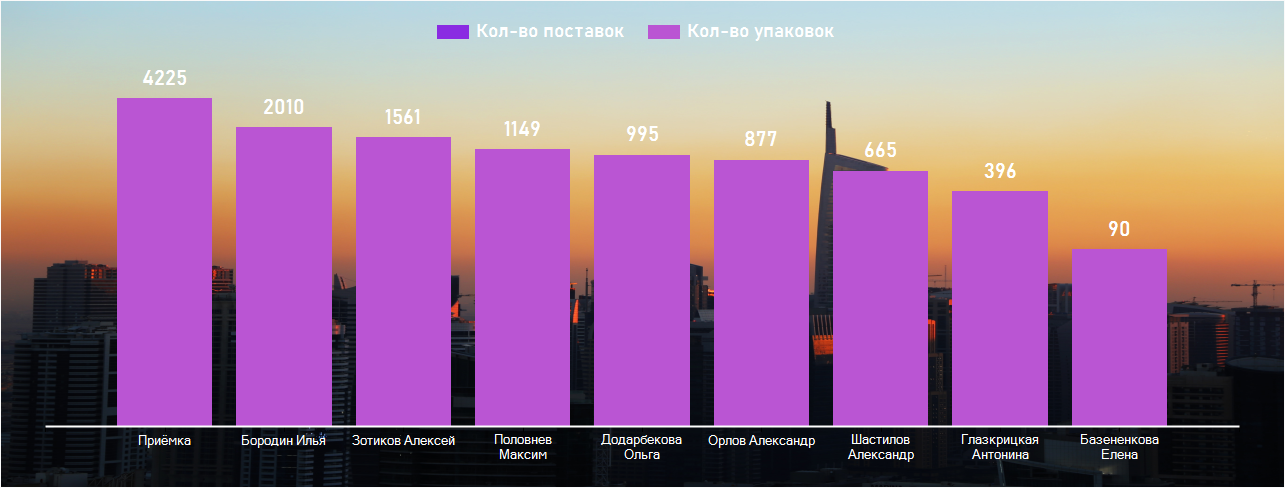 Кол-во поставок Кол-во упаковок
4225
2010
1561
1149
995
877
665
396
90
Приёмка
Бородин Илья
Зотиков Алексей
Половнев
Максим
Додарбекова
Ольга
Орлов Александр
Шастилов
Александр
Глазкрицкая
Антонина
Базененкова
Елена